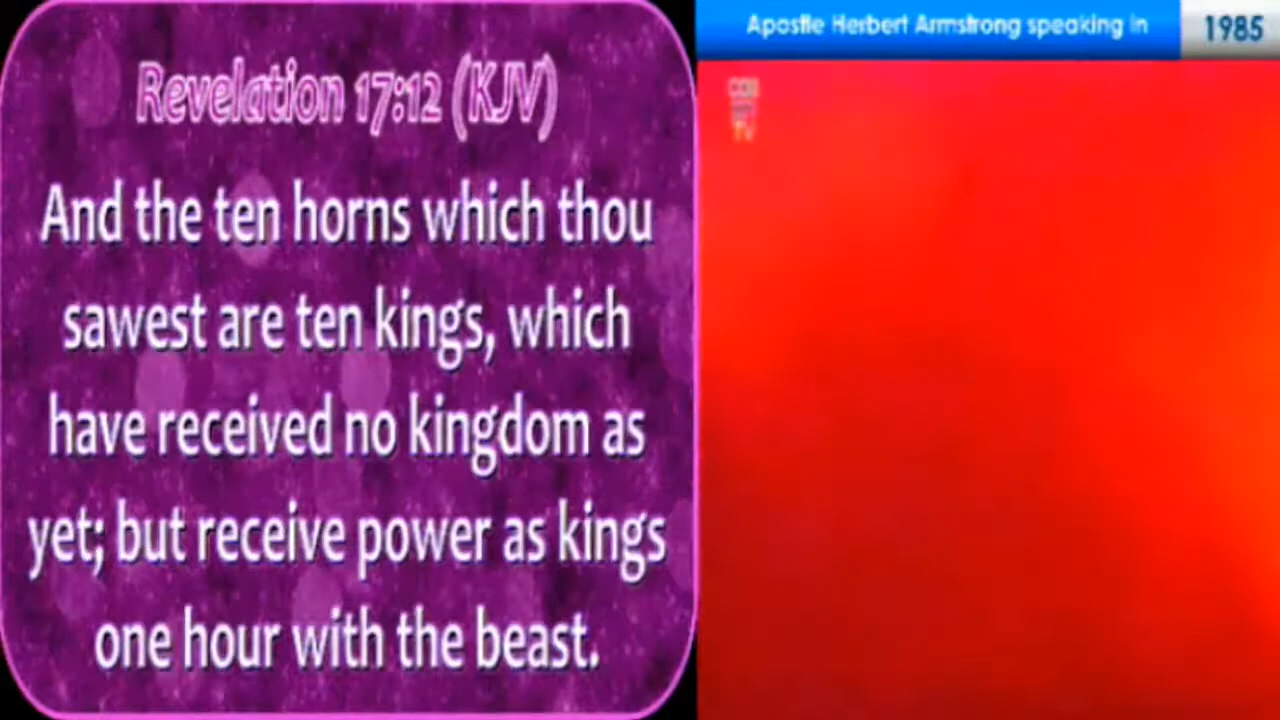 Revelation 17:12 (KJV)
And the ten horns which thou
sawest are ten kings, which
have received no kingdom as
yet; but receive power as kings
one hour with the beast.
Apostle Herbert Armstrong speaking in
1985
TV